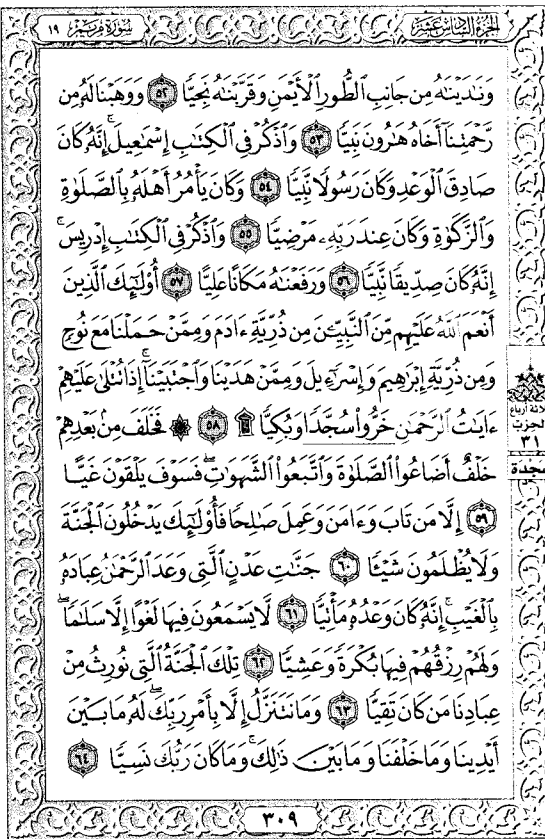 الجزء السادس عشر سورة مريم ١٩
وَنَٰدَيْنَٰهُ مِن جَانِبِ ٱلطُّورِ ٱلْأَيْمَنِ وَقَرَّبْنَٰهُ نَجِيًّا ٥٢ وَوَهَبْنَا لَهُۥ مِن
رَّحْمَتِنَآ أَخَاهُ هَٰرُونَ نَبِيًّا ٥٣ وَٱذْكُرْ فِى ٱلْكِتَٰبِ إِسْمَٰعِيلَ ۚ إِنَّهُۥ كَانَ
صَادِقَ ٱلْوَعْدِ وَكَانَ رَسُولًا نَّبِيًّا ٥٤ وَكَانَ يَأْمُرُ أَهْلَهُۥ بِٱلصَّلَوٰةِ
وَٱلزَّكَوٰةِ وَكَانَ عِندَ رَبِّهِۦ مَرْضِيًّا ٥٥ وَٱذْكُرْ فِى ٱلْكِتَٰبِ إِدْرِيسَ ۚ
إِنَّهُۥ كَانَ صِدِّيقًا نَّبِيًّا ٥٦ وَرَفَعْنَٰهُ مَكَانًا عَلِيًّا ٥٧ أُو۟لَٰٓئِكَ ٱلَّذِينَ
أَنْعَمَ ٱللَّهُ عَلَيْهِم مِّنَ ٱلنَّبِيِّـۧنَ مِن ذُرِّيَّةِ ءَادَمَ وَمِمَّنْ حَمَلْنَا مَعَ نُوحٍ
وَمِن ذُرِّيَّةِ إِبْرَٰهِيمَ وَإِسْرَٰٓءِيلَ وَمِمَّنْ هَدَيْنَا وَٱجْتَبَيْنَآ ۚ إِذَا تُتْلَىٰ عَلَيْهِمْ
ءَايَٰتُ ٱلرَّحْمَٰنِ خَرُّوا۟ سُجَّدًا وَبُكِيًّا ۩ ٥٨ ۞ فَخَلَفَ مِنۢ بَعْدِهِمْ
خَلْفٌ أَضَاعُوا۟ ٱلصَّلَوٰةَ وَٱتَّبَعُوا۟ ٱلشَّهَوَٰتِ ۖ فَسَوْفَ يَلْقَوْنَ غَيًّا
٥٩ إِلَّا مَن تَابَ وَءَامَنَ وَعَمِلَ صَٰلِحًا فَأُو۟لَٰٓئِكَ يَدْخُلُونَ ٱلْجَنَّةَ
وَلَا يُظْلَمُونَ شَيْـًٔا ٦٠ جَنَّٰتِ عَدْنٍ ٱلَّتِى وَعَدَ ٱلرَّحْمَٰنُ عِبَادَهُۥ
بِٱلْغَيْبِ ۚ إِنَّهُۥ كَانَ وَعْدُهُۥ مَأْتِيًّا ٦١ لَّا يَسْمَعُونَ فِيهَا لَغْوًا إِلَّا سَلَٰمًا ۖ
وَلَهُمْ رِزْقُهُمْ فِيهَا بُكْرَةً وَعَشِيًّا ٦٢ تِلْكَ ٱلْجَنَّةُ ٱلَّتِى نُورِثُ مِنْ
عِبَادِنَا مَن كَانَ تَقِيًّا ٦٣ وَمَا نَتَنَزَّلُ إِلَّا بِأَمْرِ رَبِّكَ ۖ لَهُۥ مَا بَيْنَ
أَيْدِينَا وَمَا خَلْفَنَا وَمَا بَيْنَ ذَٰلِكَ ۚ وَمَا كَانَ رَبُّكَ نَسِيًّا ٦٤
ثلاثة أرباع
الحزب
٣١
سجدة
٣٠٩